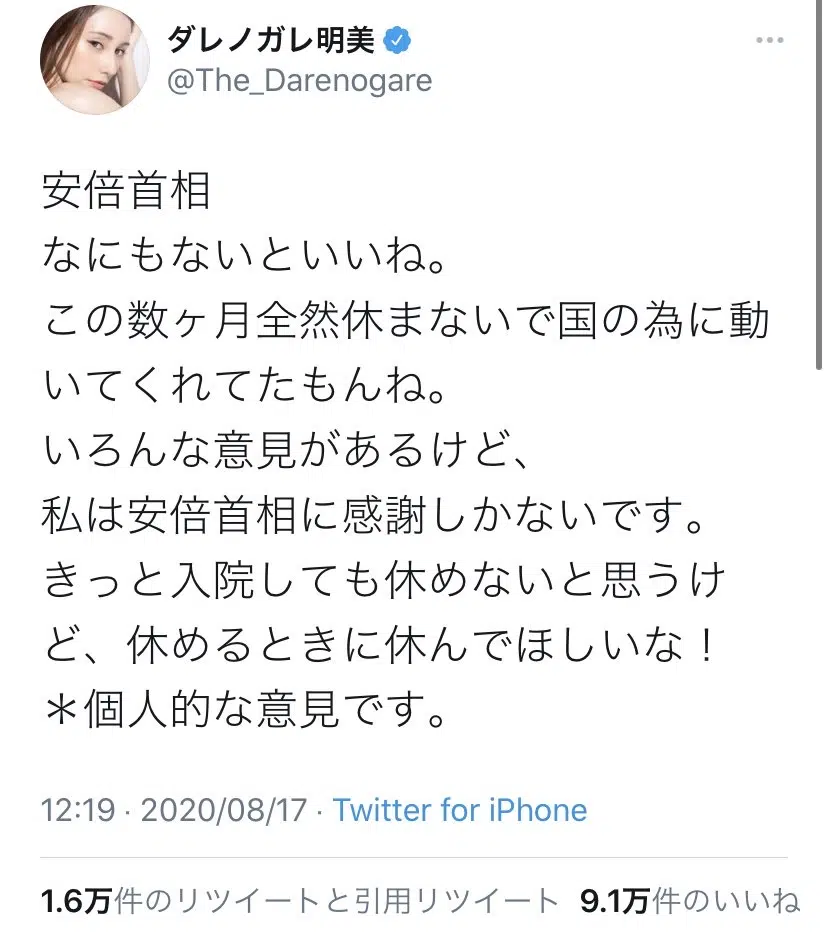 ダレノガレ明美
@The_Darenogare
安倍首相
なにもないといいね。
この数ヶ月全然休まないで国の為に動
いてくれてたもんね。
いろんな意見があるけど、
私は安倍首相に感謝しかないです。
きっと入院しても休めないと思うけ
ど、休めるときに休んでほしいな！
＊個人的な意見です。
12:19 · 2020/08/17 · Twitter for iPhone
1.6万件のリツイートと引用リツイート 9.1万件のいいね